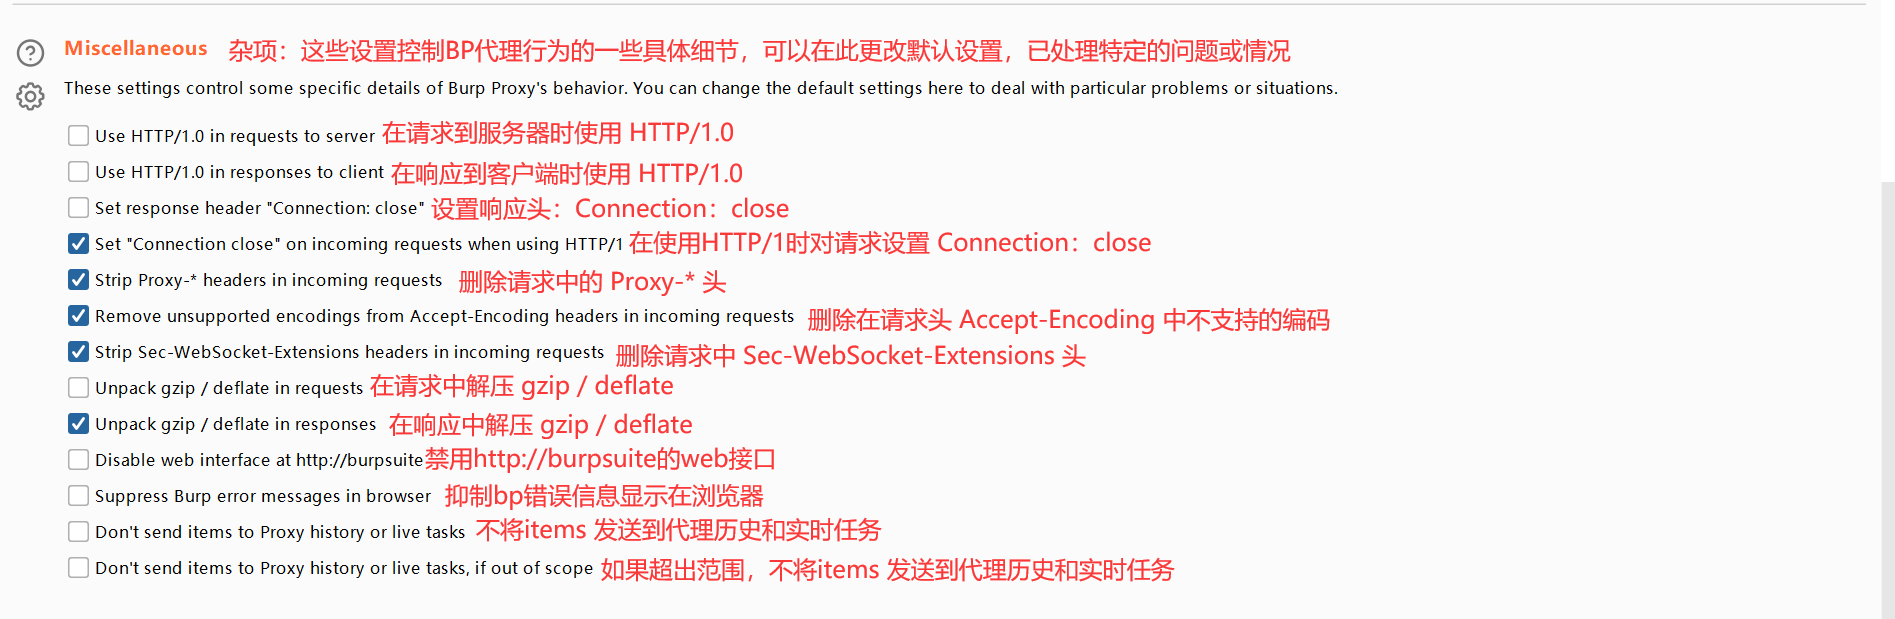 Miscellaneous 杂项：这些设置控制BP代理行为的一些具体细节，可以在此更改默认设置，已处理特定的问题或情况
These settings control some specific details of Burp Proxy's behavior. You can change the default settings here to deal with particular problems or situations.
Use HTTP/1.0 in requests to server 在请求到服务器时使用 HTTP/1.0
Use HTTP/1.0 in responses to client 在响应到客户端时使用 HTTP/1.0
Set response header "Connection: close" 设置响应头：Connection：close
Set "Connection close" on incoming requests when using HTTP/1 在使用HTTP/1时对请求设置 Connection：close
Strip Proxy-* headers in incoming requests 删除请求中的 Proxy-* 头
Remove unsupported encodings from Accept-Encoding headers in incoming requests 删除在请求头 Accept-Encoding 中不支持的编码
Strip Sec-WebSocket-Extensions headers in incoming requests 删除请求中 Sec-WebSocket-Extensions 头
Unpack gzip / deflate in requests 在请求中解压 gzip / deflate
Unpack gzip / deflate in responses 在响应中解压 gzip / deflate
Disable web interface at http://burpsuite 禁用http://burpsuite的web接口
Suppress Burp error messages in browser 抑制bp错误信息显示在浏览器
Don't send items to Proxy history or live tasks 不将items 发送到代理历史和实时任务
Don't send items to Proxy history or live tasks, if out of scope 如果超出范围，不将items 发送到代理历史和实时任务